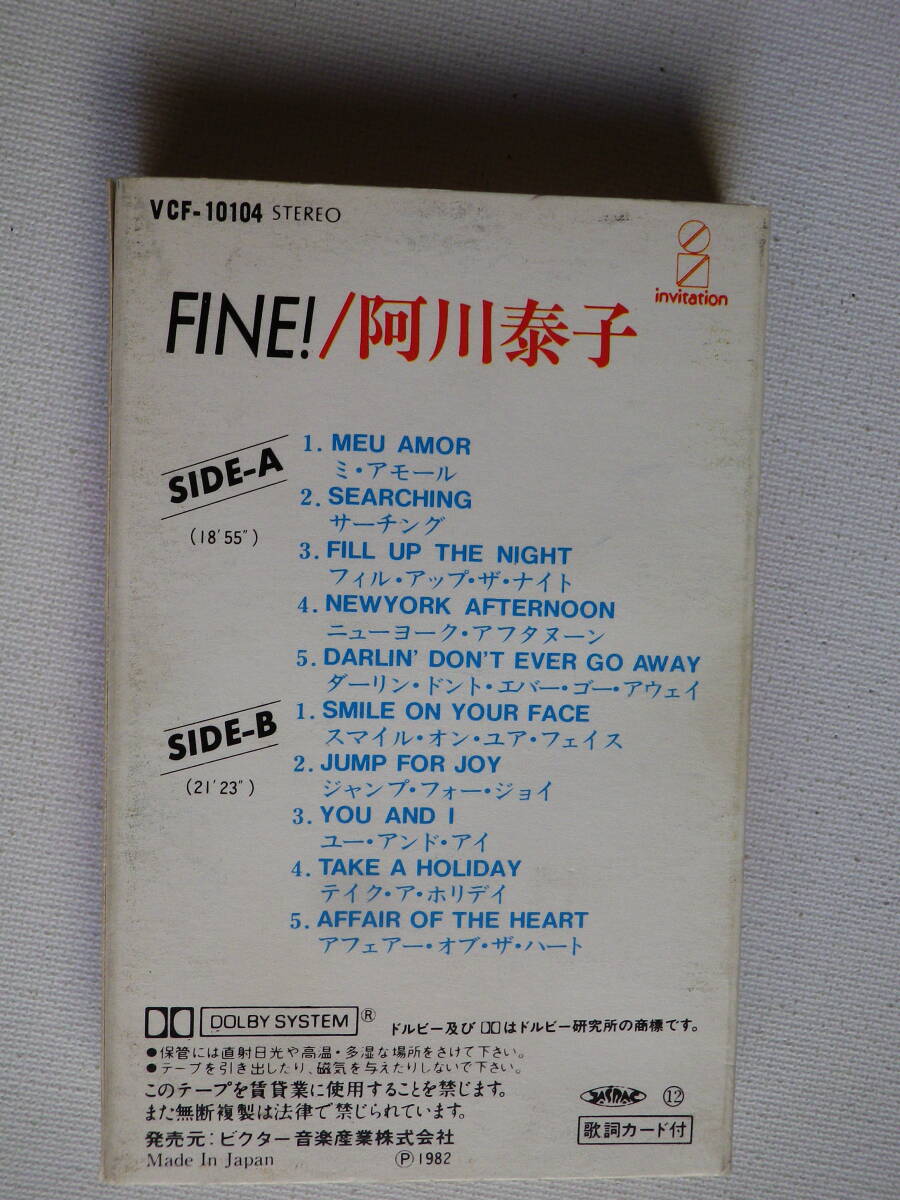 VCF-10104 STEREO
invitation
FINE!/阿川泰子
SIDE-A
(18'55")
1. MEU AMOR
ミ・アモール
2. SEARCHING
サーチング
3. FILL UP THE NIGHT
フィル・アップ・ザ・ナイト
4. NEWYORK AFTERNOON
ニューヨーク・アフタヌーン
5. DARLIN' DON'T EVER GO AWAY
ダーリン・ドント・エバー・ゴー・アウェイ
SIDE-B
(21'23")
1. SMILE ON YOUR FACE
スマイル・オン・ユア・フェイス
2. JUMP FOR JOY
ジャンプ・フォー・ジョイ
3. YOU AND I
ユー・アンド・アイ
4. TAKE A HOLIDAY
テイク・ア・ホリデイ
5. AFFAIR OF THE HEART
アフェアー・オブ・ザ・ハート
DOLBY SYSTEM ® ドルビー及びはドルビー研究所の商標です。
●保管には直射日光や高温・多湿な場所をさけて下さい。
●テープを引き出したり、磁気を与えたりしないで下さい。
このテープを賃貸業に使用することを禁じます。
また無断複製は法律で禁じられています。
JASRAC ⑫
発売元：ビクター音楽産業株式会社
歌詞カード付
Made In Japan
Ⓟ1982